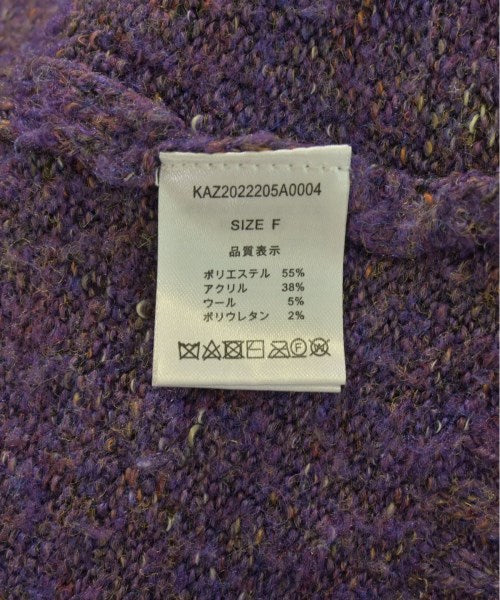 KAZ2022205A0004
SIZE F
品質表示
ポリエステル 55%
アクリル 38%
ウール 5%
ポリウレタン 2%